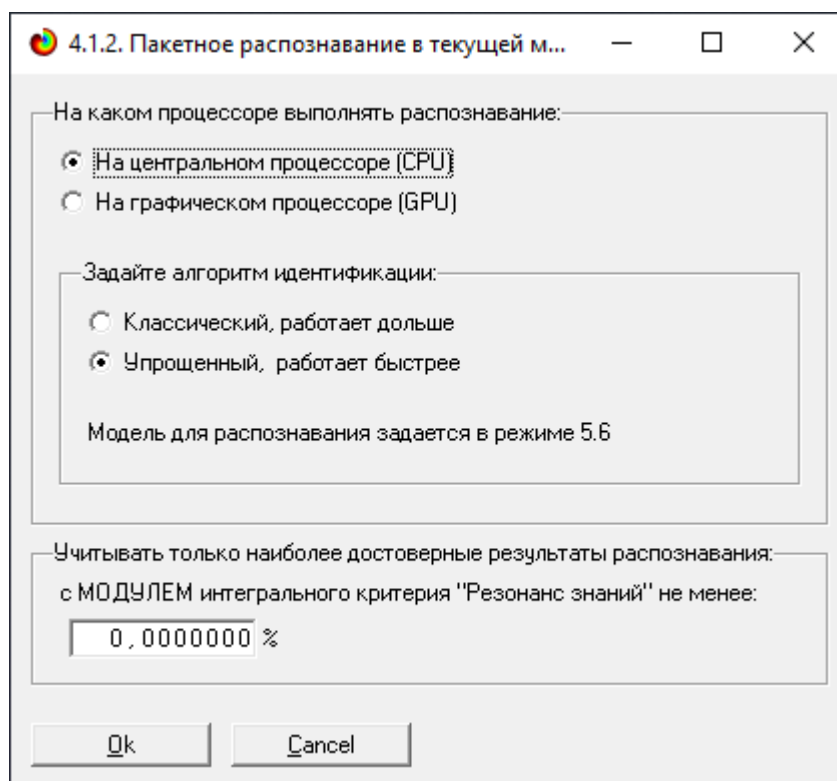 4.1.2. Пакетное распознавание в текущей м...
На каком процессоре выполнять распознавание:
На центральном процессоре (CPU)
На графическом процессоре (GPU)
Задайте алгоритм идентификации:
Классический, работает дольше
Упрощенный, работает быстрее
Модель для распознавания задается в режиме 5.6
Учитывать только наиболее достоверные результаты распознавания:
с МОДУЛЕМ интегрального критерия "Резонанс знаний" не менее:
0,0000000 %
Ok Cancel